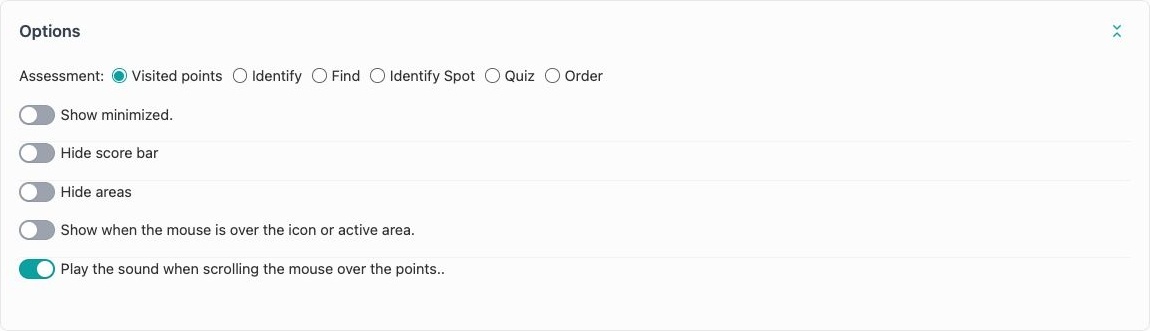 Options
Assessment: Visited points Identify Find Identify Spot Quiz Order
Show minimized.
Hide score bar
Hide areas
Show when the mouse is over the icon or active area.
Play the sound when scrolling the mouse over the points..